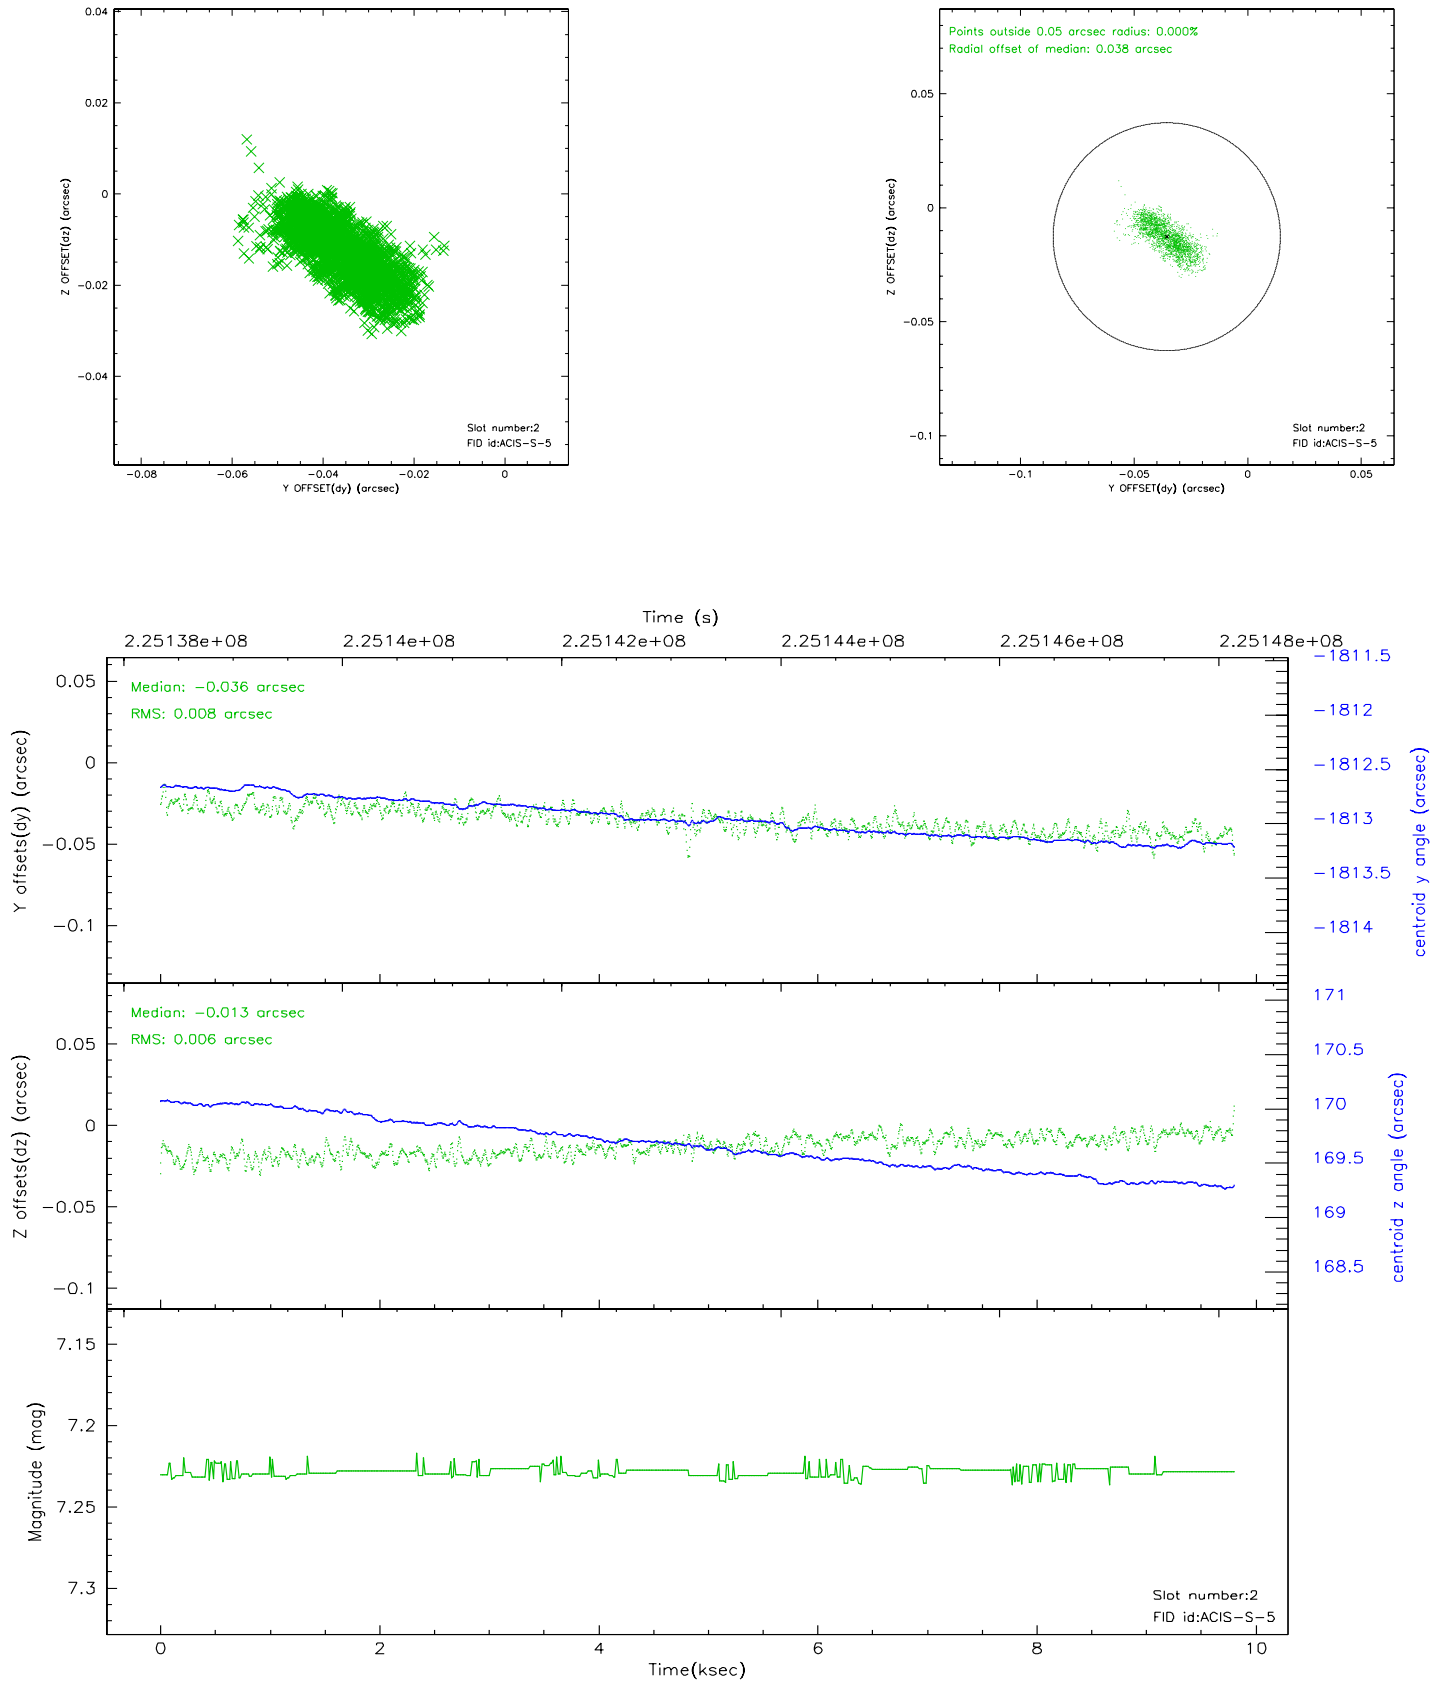 0.04
0.02
0
-0.02
-0.04
Z OFFSET(dz) (arcsec)
Slot number:2
FID id:ACIS-S-5
-0.08
-0.06
-0.04
-0.02
0
Y OFFSET(dy) (arcsec)
Points outside 0.05 arcsec radius: 0.000%
Radial offset of median: 0.038 arcsec
0.05
0
-0.05
-0.1
Z OFFSET(dz) (arcsec)
Slot number:2
FID id:ACIS-S-5
-0.1
-0.05
0
0.05
Y OFFSET(dy) (arcsec)
Time (s)
2.25138e+08
2.2514e+08
2.25142e+08
2.25144e+08
2.25146e+08
2.25148e+08
0.05
0
-0.05
-0.1
Y offsets(dy) (arcsec)
Median: -0.036 arcsec
RMS: 0.008 arcsec
-1811.5
-1812
-1812.5
-1813
-1813.5
-1814
centroid y angle (arcsec)
0.05
0
-0.05
-0.1
Z offsets(dz) (arcsec)
Median: -0.013 arcsec
RMS: 0.006 arcsec
171
170.5
170
169.5
169
168.5
centroid z angle (arcsec)
7.15
7.2
7.25
7.3
Magnitude (mag)
Slot number:2
FID id:ACIS-S-5
0
2
4
6
8
10
Time(ksec)